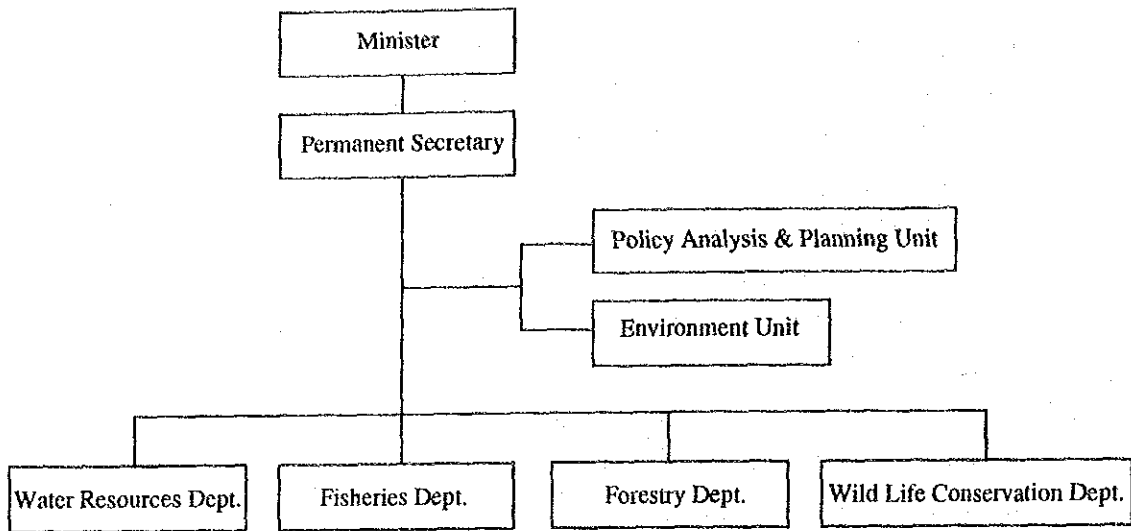 Minister
Permanent Secretary
Policy Analysis & Planning Unit
Environment Unit
Water Resources Dept.
Fisheries Dept.
Forestry Dept.
Wild Life Conservation Dept.